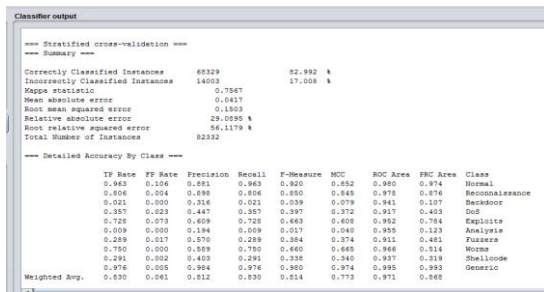 Classifier output
=== Stratified cross-validation ===
=== Summary ===
Correctly Classified Instances 68329 82.992 %
Incorrectly Classified Instances 14003 17.008 %
Kappa statistic 0.7567
Mean absolute error 0.0417
Root mean squared error 0.1503
Relative absolute error 29.0895 %
Root relative squared error 56.1179 %
Total Number of Instances 82332
=== Detailed Accuracy By Class ===
TP Rate FP Rate Precision Recall F-Measure MCC ROC Area PRC Area Class
0.963 0.106 0.881 0.963 0.920 0.852 0.980 0.974 Normal
0.806 0.004 0.898 0.806 0.850 0.845 0.978 0.876 Reconnaissance
0.021 0.000 0.316 0.021 0.039 0.079 0.941 0.107 Backdoor
0.357 0.023 0.447 0.357 0.397 0.372 0.917 0.403 DoS
0.728 0.073 0.609 0.728 0.663 0.608 0.952 0.784 Exploits
0.009 0.000 0.194 0.009 0.017 0.040 0.955 0.123 Analysis
0.289 0.017 0.570 0.289 0.384 0.374 0.911 0.481 Fuzzers
0.750 0.000 0.589 0.750 0.660 0.665 0.966 0.814 Worms
0.291 0.002 0.403 0.291 0.338 0.340 0.937 0.319 Shellcode
0.976 0.005 0.984 0.976 0.980 0.974 0.995 0.993 Generic
Weighted Avg. 0.830 0.061 0.812 0.830 0.814 0.773 0.971 0.868